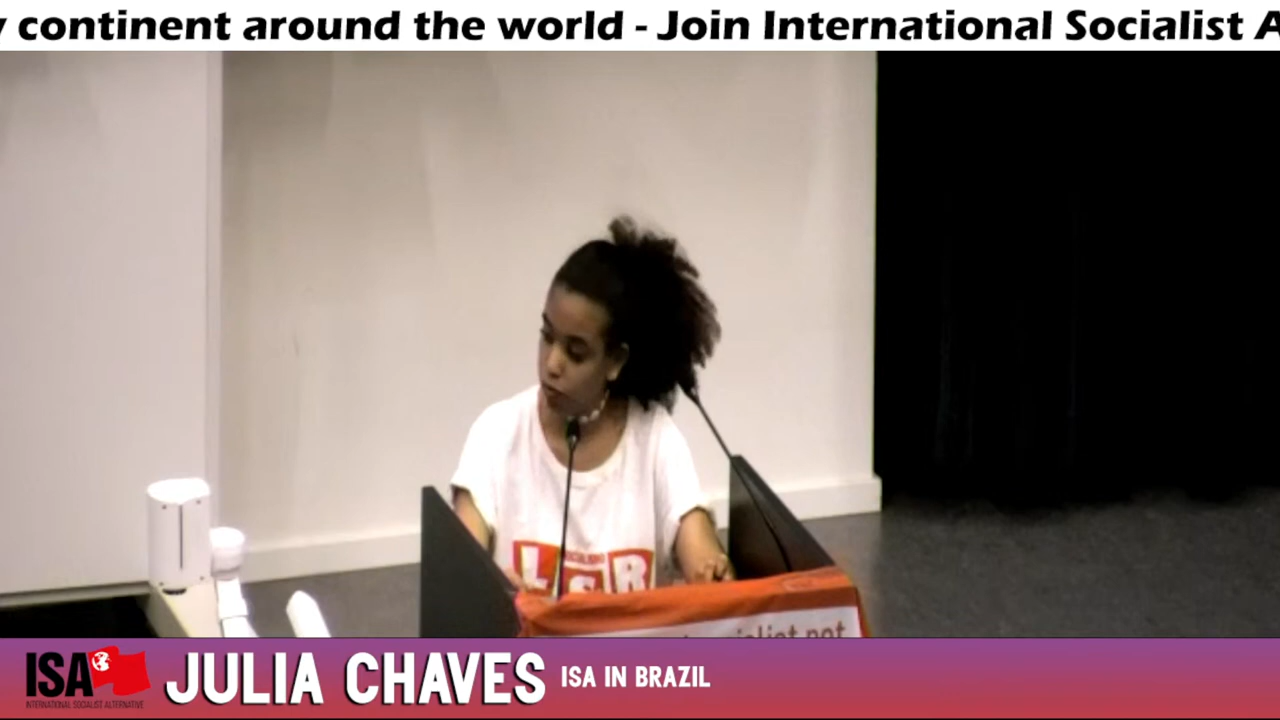 continent around the world - Join International Socialist
LSR
ISA
INTERNATIONAL SOCIALIST ALTERNATIVE
JULIA CHAVES
ISA IN BRAZIL